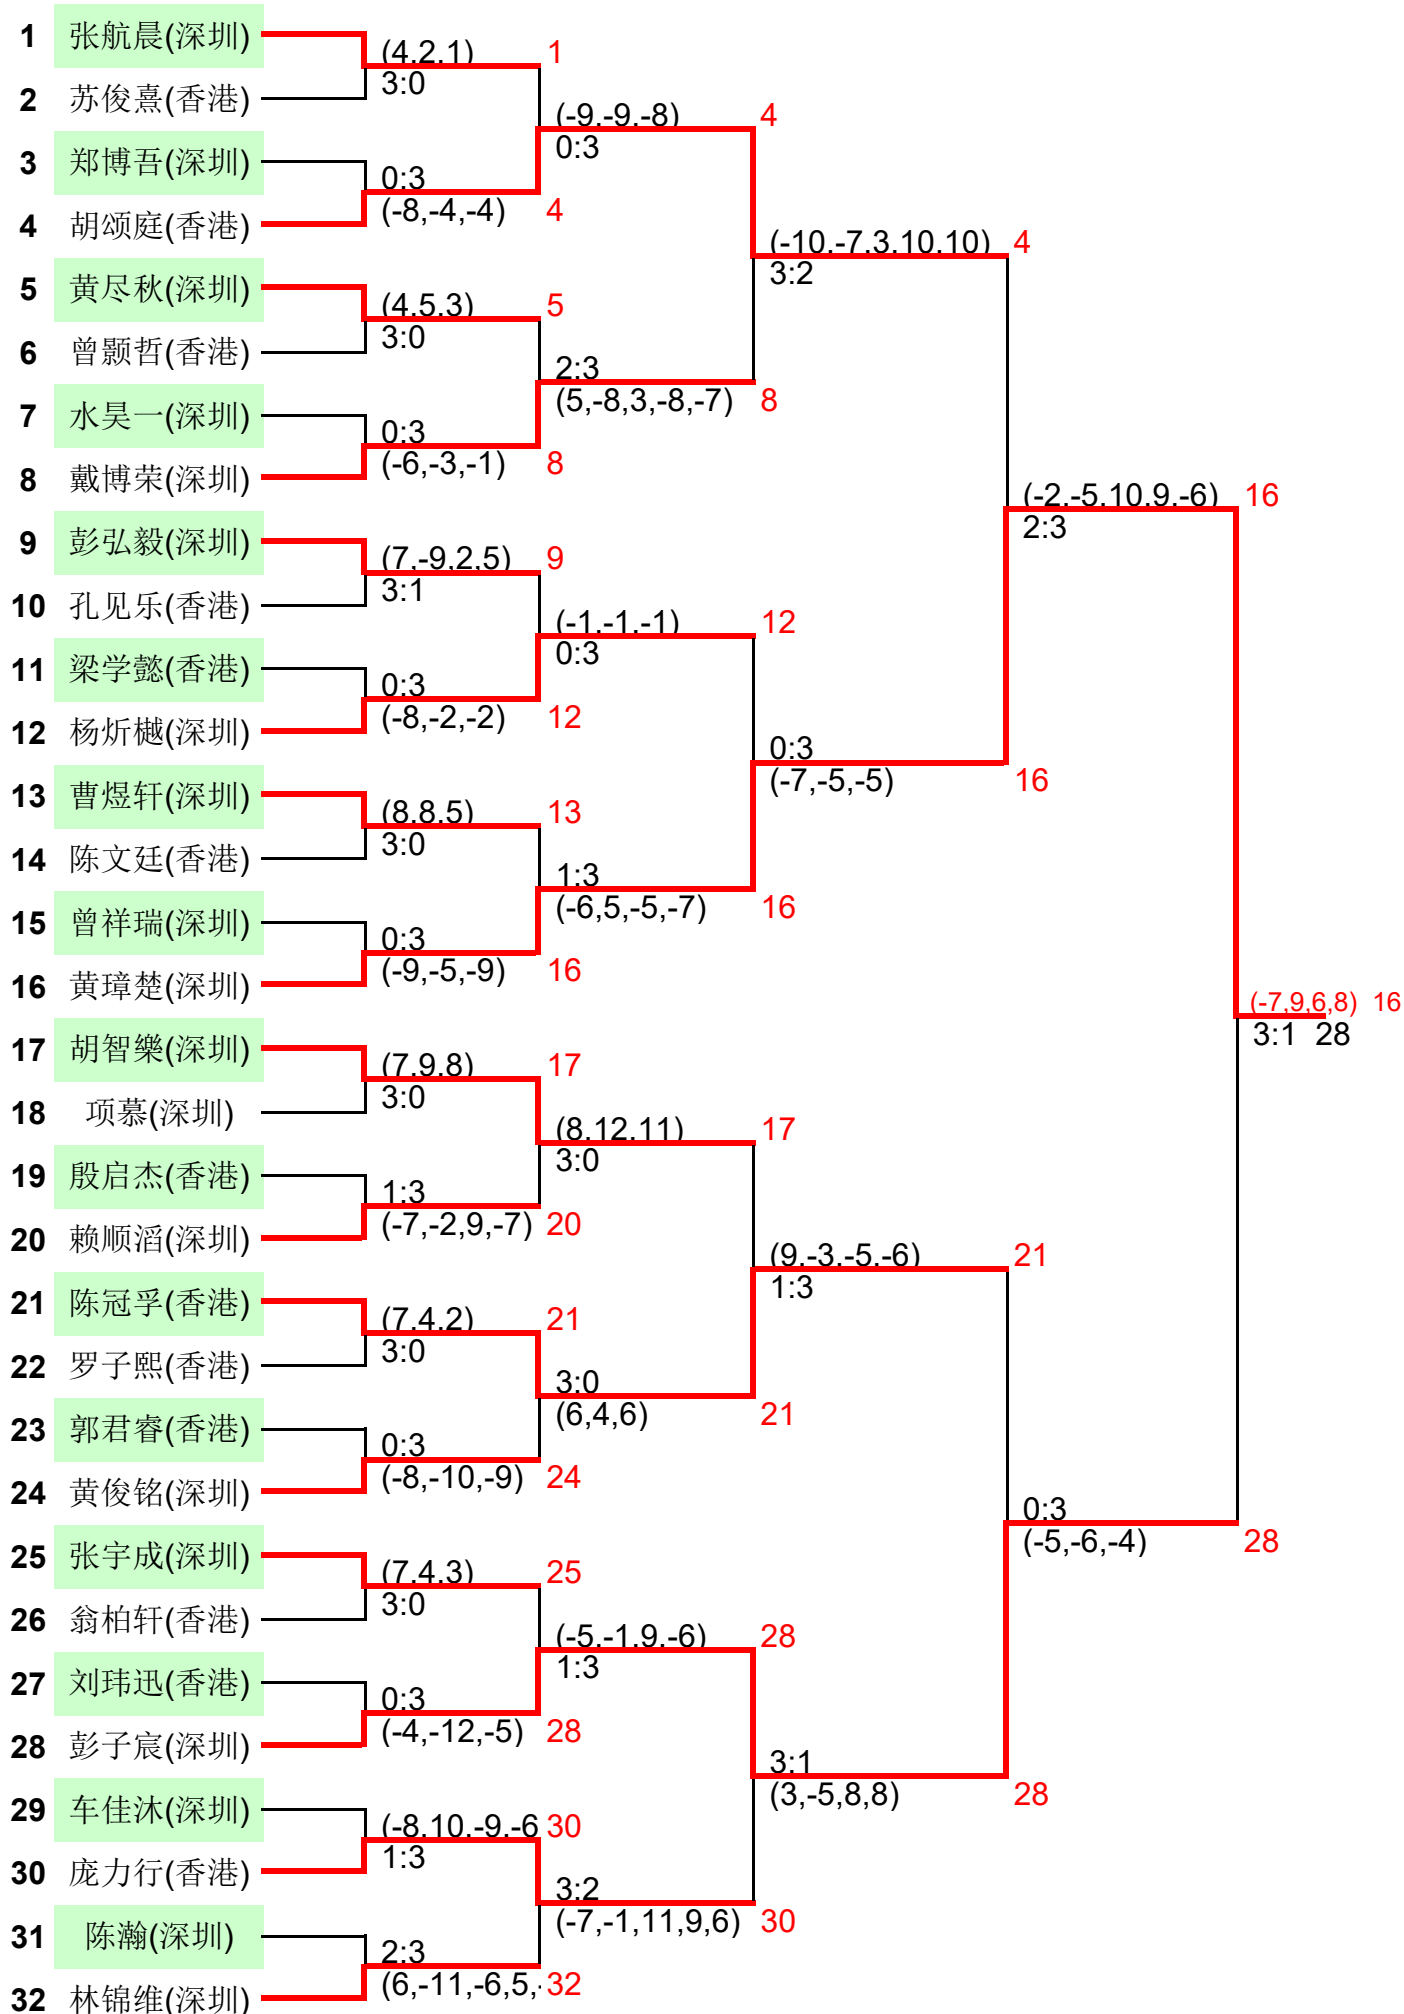 1 张航晨(深圳)
(4,2,1) 1
3:0
2 苏俊熹(香港)
(-9,-9,-8) 4
0:3
3 郑博吾(深圳)
0:3
4 胡颂庭(香港)
(-8,-4,-4) 4
(-10,-7,3,10,10) 4
3:2
5 黄尽秋(深圳)
(4,5,3) 5
3:0
6 曾颢哲(香港)
2:3
(5,-8,3,-8,-7) 8
7 水昊一(深圳)
0:3
8 戴博荣(深圳)
(-6,-3,-1) 8
(-2,-5,10,9,-6) 16
2:3
9 彭弘毅(深圳)
(7,-9,2,5) 9
3:1
10 孔见乐(香港)
(-1,-1,-1) 12
0:3
11 梁学懿(香港)
0:3
12 杨炘樾(深圳)
(-8,-2,-2) 12
0:3
(-7,-5,-5) 16
13 曹煜轩(深圳)
(8,8,5) 13
3:0
14 陈文廷(香港)
1:3
(-6,5,-5,-7) 16
15 曾祥瑞(深圳)
0:3
16 黄璋楚(深圳)
(-9,-5,-9) 16
(-7,9,6,8) 16
3:1 28
17 胡智樂(深圳)
(7,9,8) 17
3:0
18 项慕(深圳)
(8,12,11) 17
3:0
19 殷启杰(香港)
1:3
20 赖顺滔(深圳)
(-7,-2,9,-7) 20
(9,-3,-5,-6) 21
1:3
21 陈冠孚(香港)
(7,4,2) 21
3:0
22 罗子熙(香港)
3:0
(6,4,6) 21
23 郭君睿(香港)
0:3
24 黄俊铭(深圳)
(-8,-10,-9) 24
0:3
(-5,-6,-4) 28
25 张宇成(深圳)
(7,4,3) 25
3:0
26 翁柏轩(香港)
(-5,-1,9,-6) 28
1:3
27 刘玮迅(香港)
0:3
28 彭子宸(深圳)
(-4,-12,-5) 28
3:1
(3,-5,8,8) 28
29 车佳沐(深圳)
(-8,10,-9,-6 30
1:3
30 庞力行(香港)
3:2
(-7,-1,11,9,6) 30
31 陈瀚(深圳)
2:3
32 林锦维(深圳)
(6,-11,-6,5,- 32